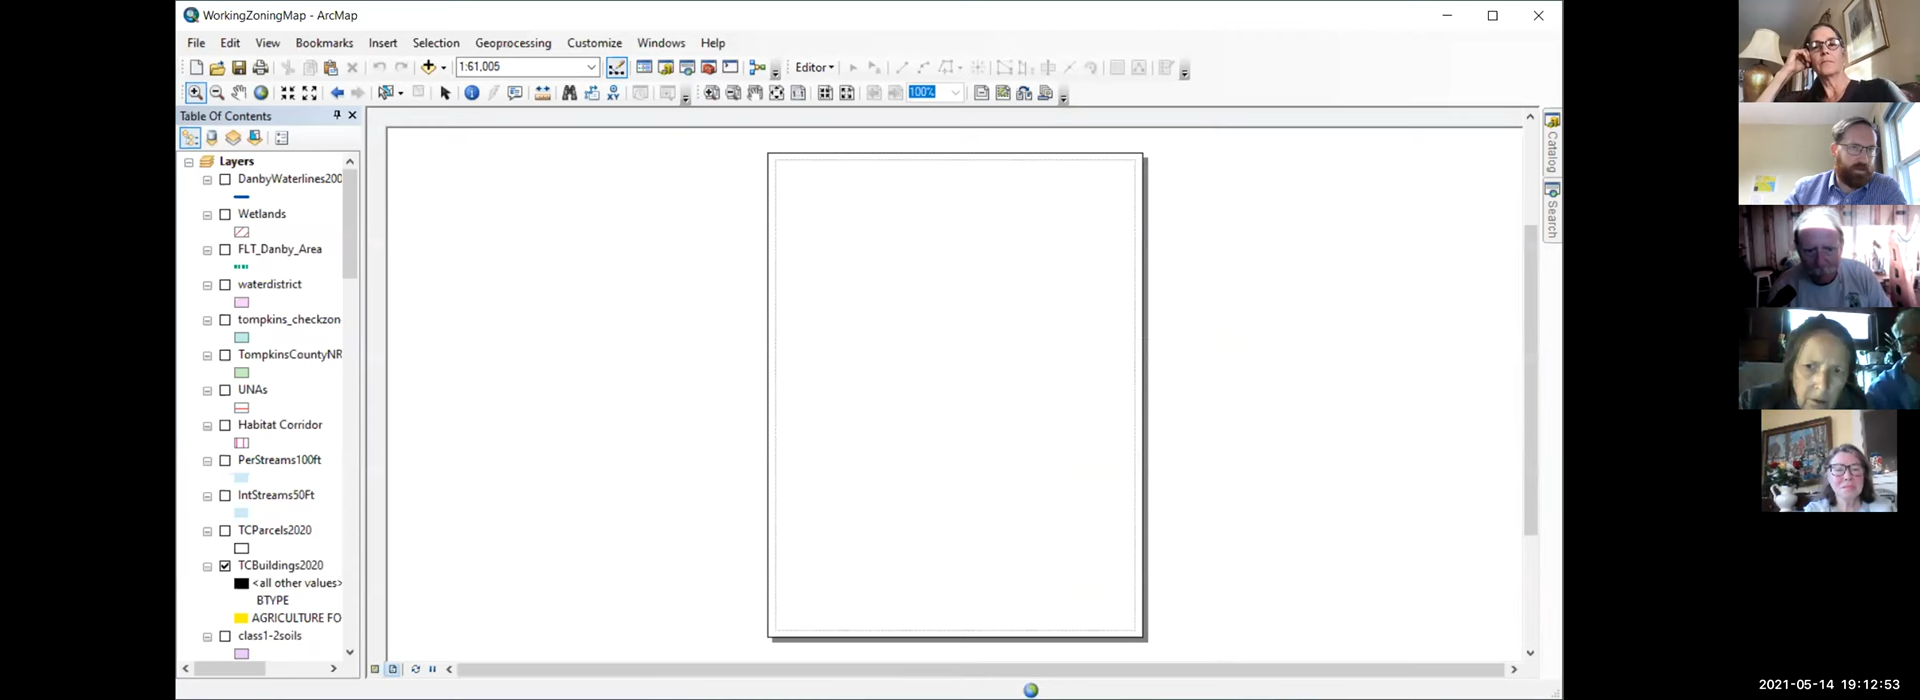 WorkingZoningMap - ArcMap
File Edit View Bookmarks Insert Selection Geoprocessing Customize Windows Help
1:61,005
Editor
100%
Table Of Contents
Layers
DanbyWaterlines200
Wetlands
FLT_Danby_Area
waterdistrict
tompkins_checkzon
TompkinsCountyNR
UNAs
Habitat Corridor
PerStreams100ft
IntStreams50Ft
TCParcels2020
TCBuildings2020
<all other values>
BTYPE
AGRICULTURE FO
class1-2soils
Catalog
Search
2021-05-14 19:12:53